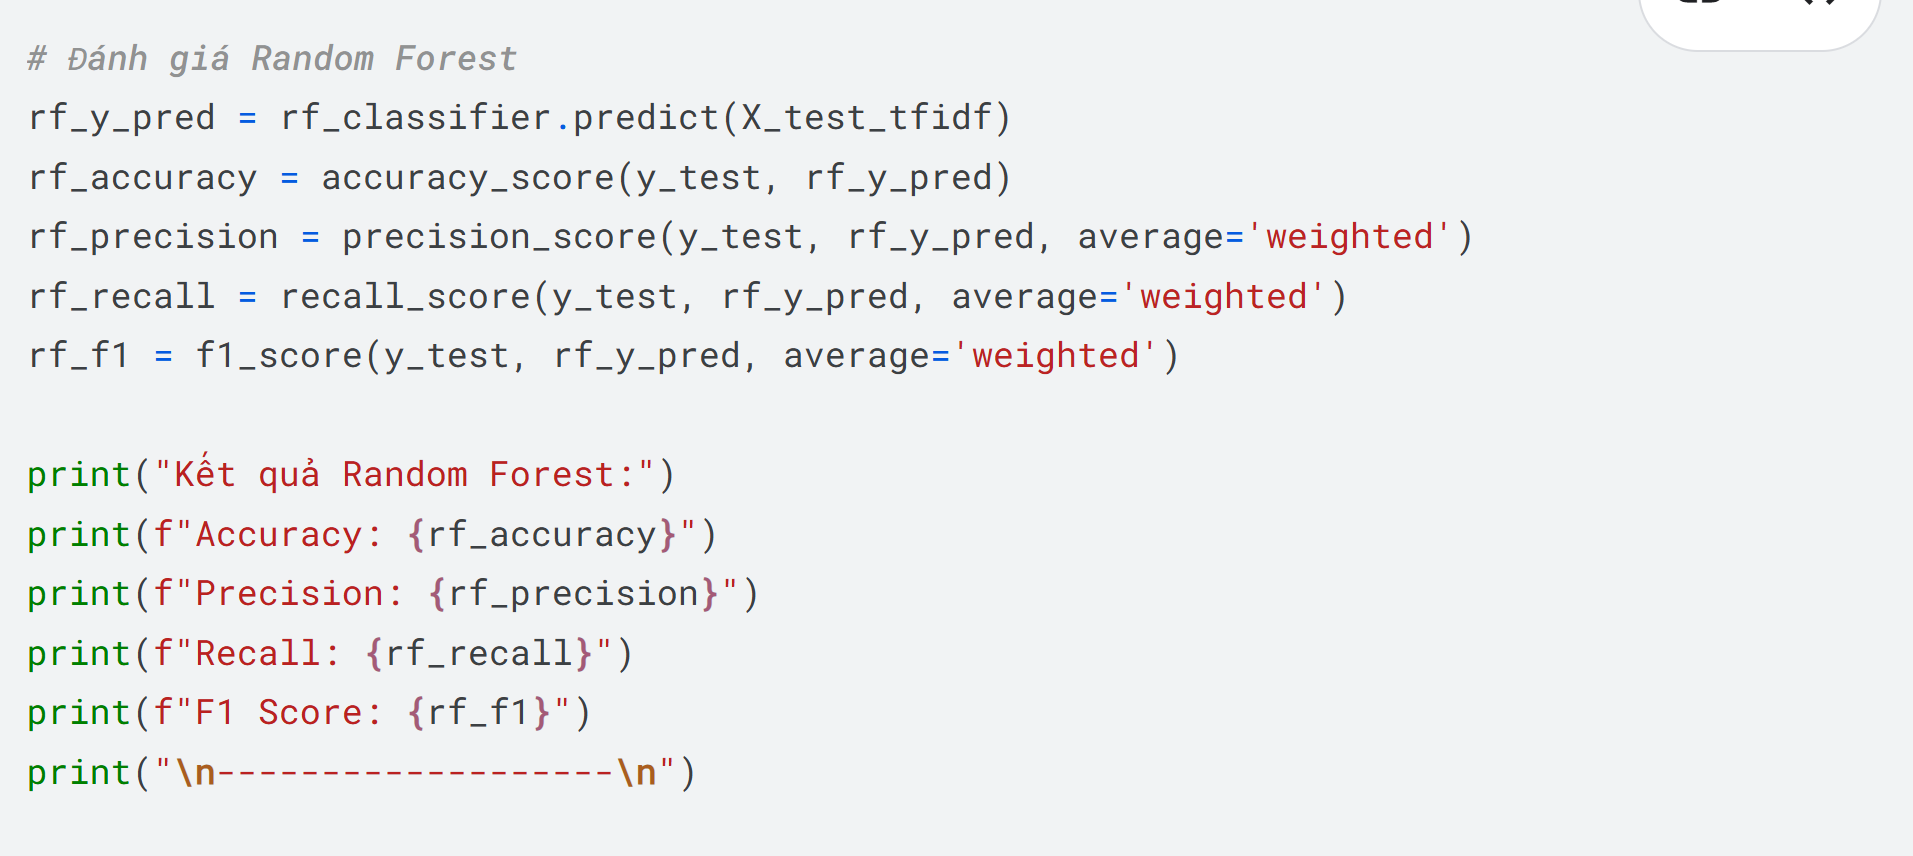 # Đánh giá Random Forest
rf_y_pred = rf_classifier.predict(X_test_tfidf)
rf_accuracy = accuracy_score(y_test, rf_y_pred)
rf_precision = precision_score(y_test, rf_y_pred, average='weighted')
rf_recall = recall_score(y_test, rf_y_pred, average='weighted')
rf_f1 = f1_score(y_test, rf_y_pred, average='weighted')
print("Kết quả Random Forest:")
print(f"Accuracy: {rf_accuracy}")
print(f"Precision: {rf_precision}")
print(f"Recall: {rf_recall}")
print(f"F1 Score: {rf_f1}")
print("\n-------------------\n")